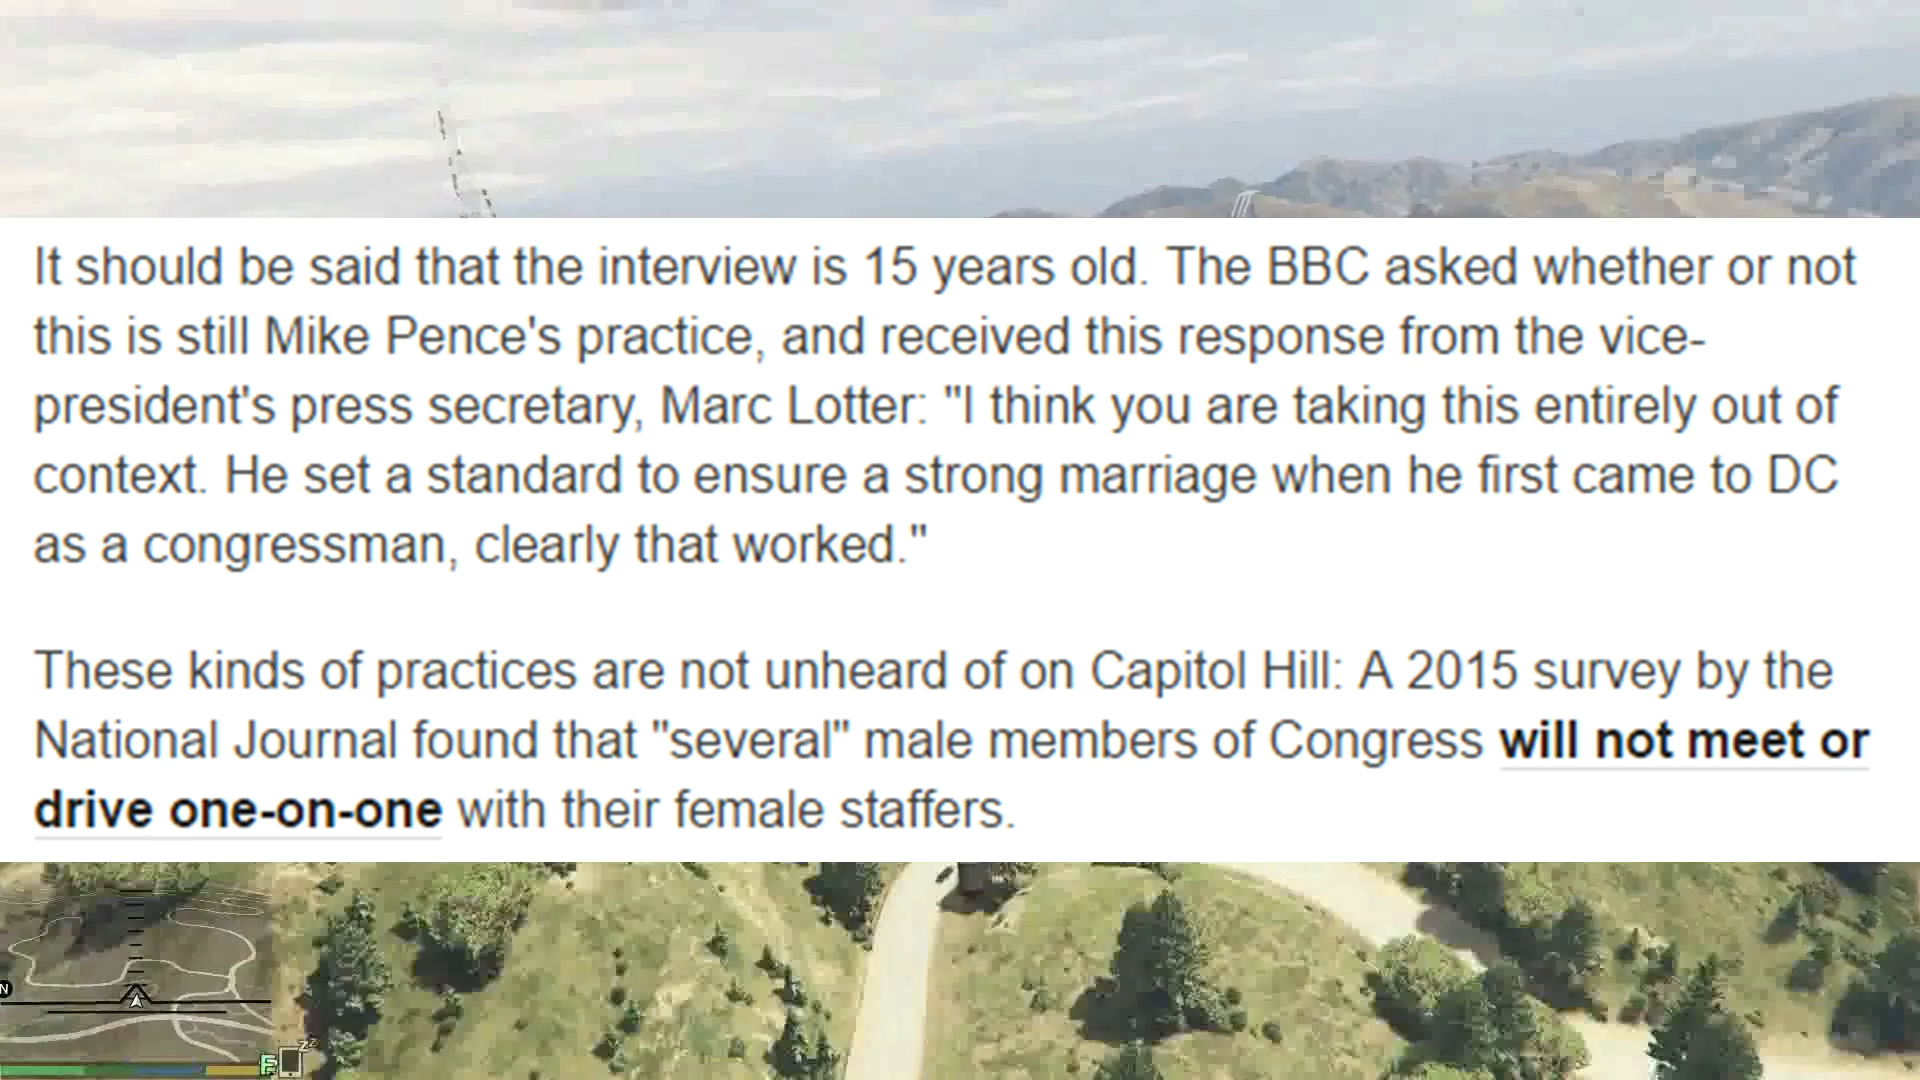 It should be said that the interview is 15 years old. The BBC asked whether or not
this is still Mike Pence's practice, and received this response from the vice-
president's press secretary, Marc Lotter: "I think you are taking this entirely out of
context. He set a standard to ensure a strong marriage when he first came to DC
as a congressman, clearly that worked."
These kinds of practices are not unheard of on Capitol Hill: A 2015 survey by the
National Journal found that "several" male members of Congress will not meet or
drive one-on-one with their female staffers.
N